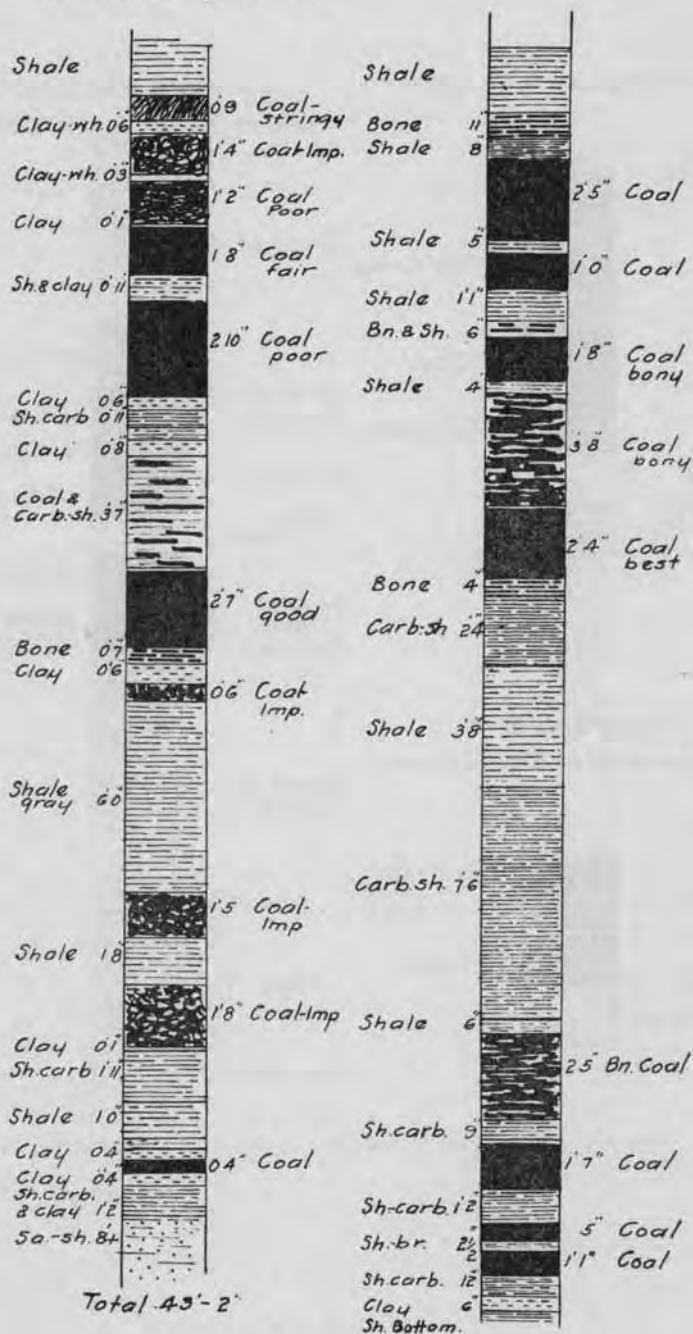 Shale
0'9" Coal-
stringy
Clay-wh. 0'6"
1'4" Coal-Imp.
Clay-wh. 0'3"
1'2" Coal
Poor
Clay 0'1"
1'8" Coal
fair
Sh.& clay 0'11"
2'10" Coal
poor
Clay 0'6"
Sh.carb 0'11"
Clay 0'8"
Coal &
Carb.-sh. 3'7"
2'7" Coal
good
Bone 0'7"
Clay 0'6
0'6" Coal
Imp.
Shale
gray 6'0"
1'5 Coal-
Imp
Shale 1'8"
1'8" Coal-Imp
Clay 0'1"
Sh.carb 1'11"
Shale 1'0"
Clay 0'4"
0'4" Coal
Clay 0'4"
Sh.carb.
& clay 1'2"
Sa.-sh. 8'+
Total 43'-2"
Shale
Bone 11"
Shale 8"
2'5" Coal
Shale 5"
1'0" Coal
Shale 1'1"
Bn.& Sh. 6"
1'8" Coal
bony
Shale 4"
3'8" Coal
bony
2'4" Coal
best
Bone 4"
Carb-sh 2'4"
Shale 3'8"
Carb.sh. 7'6"
Shale 6"
2'5" Bn. Coal
Sh.carb. 9"
1'7" Coal
Sh-carb. 1'2"
5" Coal
Sh.-br. 2½"
1'1" Coal
Sh.carb. 12"
Clay 6"
Sh. Bottom.